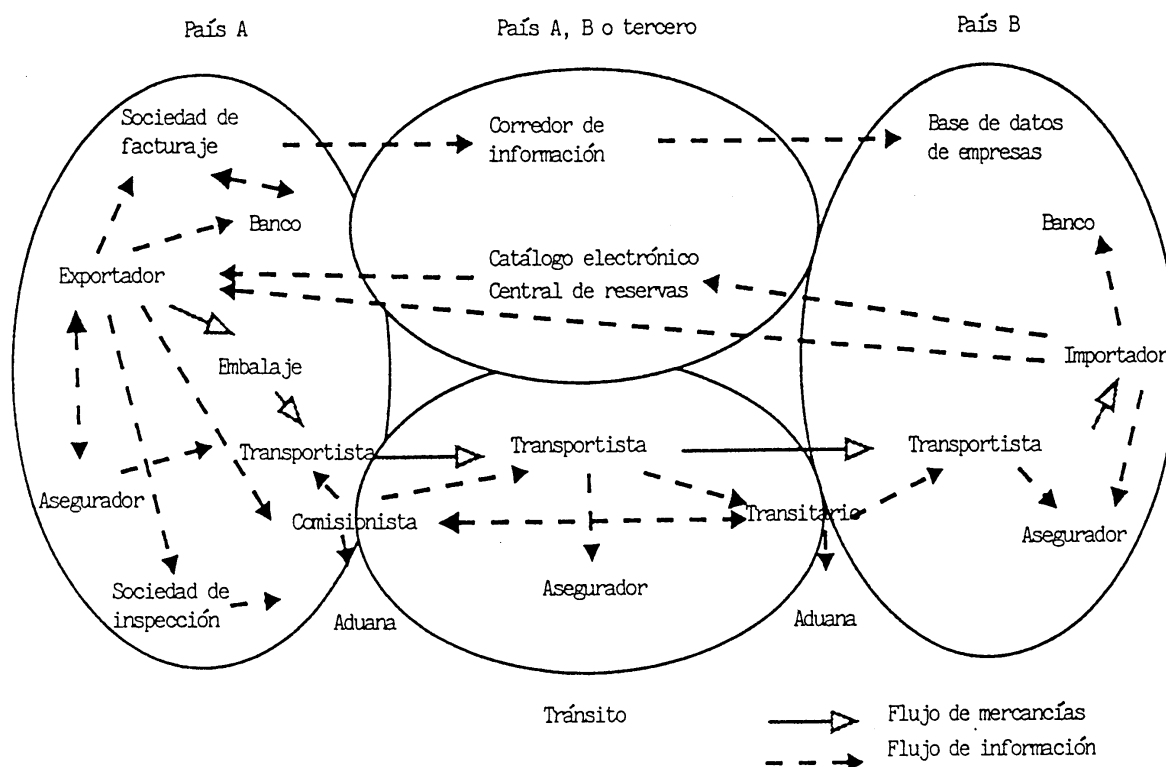 País A
País A, B o tercero
País B
Sociedad de
facturaje
Corredor de
información
Base de datos
de empresas
Banco
Banco
Exportador
Catálogo electrónico
Central de reservas
Embalaje
Importador
Transportista
Transportista
Transportista
Asegurador
Comisionista
Transitario
Asegurador
Asegurador
Sociedad de
inspección
Aduana
Aduana
Tránsito
Flujo de mercancías
Flujo de información